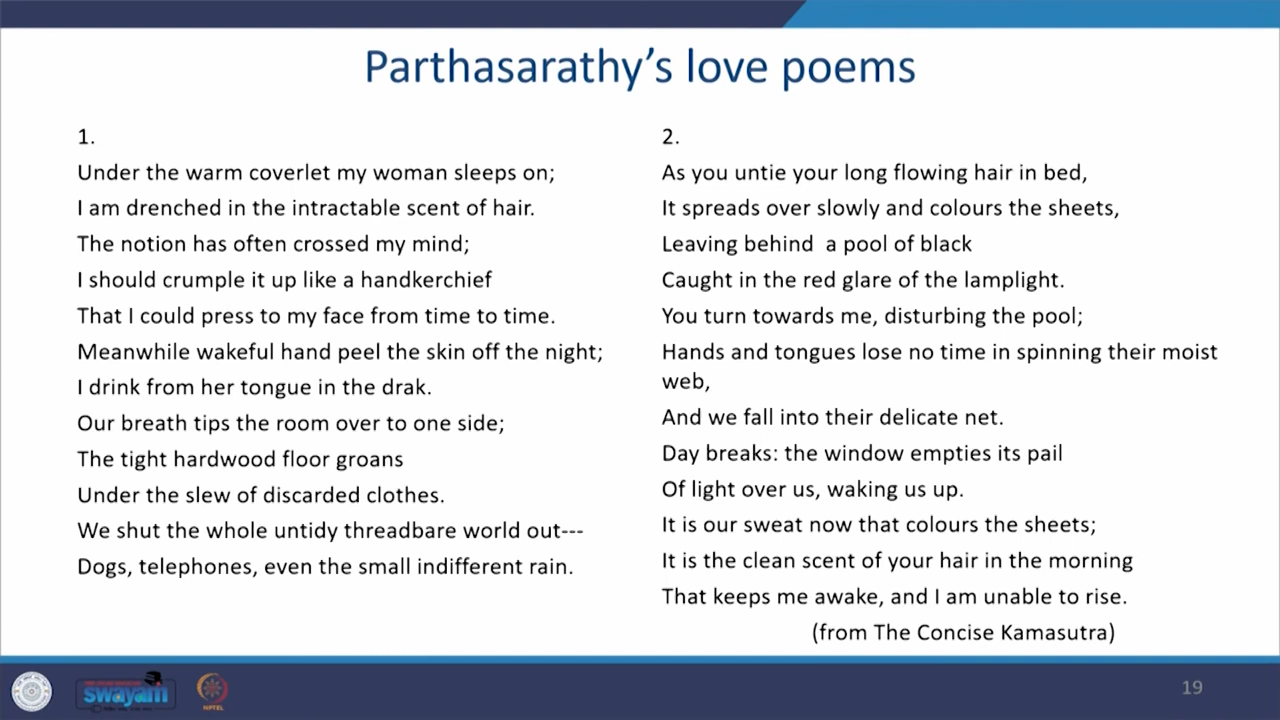 Parthasarathy's love poems
1.
Under the warm coverlet my woman sleeps on;
I am drenched in the intractable scent of hair.
The notion has often crossed my mind;
I should crumple it up like a handkerchief
That I could press to my face from time to time.
Meanwhile wakeful hand peel the skin off the night;
I drink from her tongue in the drak.
Our breath tips the room over to one side;
The tight hardwood floor groans
Under the slew of discarded clothes.
We shut the whole untidy threadbare world out---
Dogs, telephones, even the small indifferent rain.
2.
As you untie your long flowing hair in bed,
It spreads over slowly and colours the sheets,
Leaving behind  a pool of black
Caught in the red glare of the lamplight.
You turn towards me, disturbing the pool;
Hands and tongues lose no time in spinning their moist
web,
And we fall into their delicate net.
Day breaks: the window empties its pail
Of light over us, waking us up.
It is our sweat now that colours the sheets;
It is the clean scent of your hair in the morning
That keeps me awake, and I am unable to rise.
(from The Concise Kamasutra)
swayam
NPTEL
19